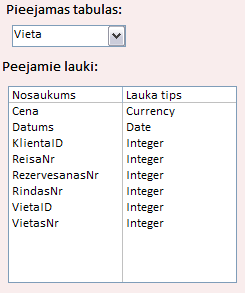 Pieejamas tabulas:
Vieta
Peejamie lauki:
Nosaukums Lauka tips
Cena Currency
Datums Date
KlientaID Integer
ReisaNr Integer
RezervesanasNr Integer
RindasNr Integer
VietaID Integer
VietasNr Integer